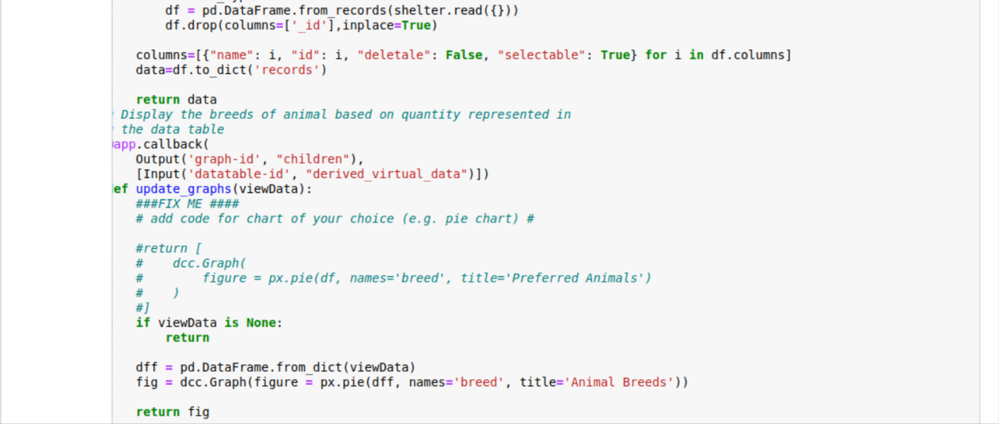 df = pd.DataFrame.from_records(shelter.read({}))
df.drop(columns=['_id'],inplace=True)
columns=[{"name": i, "id": i, "deletale": False, "selectable": True} for i in df.columns]
data=df.to_dict('records')
return data
Display the breeds of animal based on quantity represented in
the data table
app.callback(
Output('graph-id', "children"),
[Input('datatable-id', "derived_virtual_data")])
ef update_graphs(viewData):
###FIX ME ####
# add code for chart of your choice (e.g. pie chart) #
#return [
#    dcc.Graph(
#        figure = px.pie(df, names='breed', title='Preferred Animals')
#    )
#]
if viewData is None:
return
dff = pd.DataFrame.from_dict(viewData)
fig = dcc.Graph(figure = px.pie(dff, names='breed', title='Animal Breeds'))
return fig